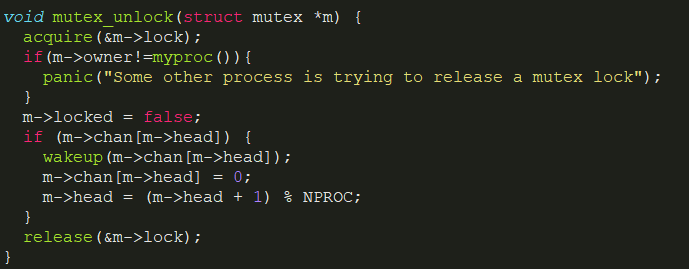 void mutex_unlock(struct mutex *m) {
  acquire(&m->lock);
  if(m->owner!=myproc()){
    panic("Some other process is trying to release a mutex lock");
  }
  m->locked = false;
  if (m->chan[m->head]) {
    wakeup(m->chan[m->head]);
    m->chan[m->head] = 0;
    m->head = (m->head + 1) % NPROC;
  }
  release(&m->lock);
}